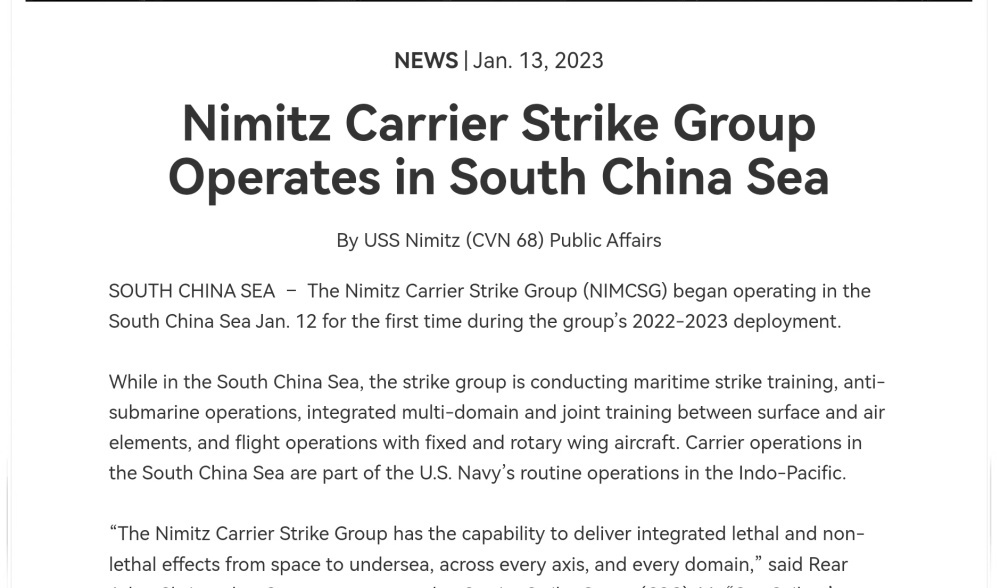 NEWS | Jan. 13, 2023
Nimitz Carrier Strike Group
Operates in South China Sea
By USS Nimitz (CVN 68) Public Affairs
SOUTH CHINA SEA – The Nimitz Carrier Strike Group (NIMCSG) began operating in the
South China Sea Jan. 12 for the first time during the group’s 2022-2023 deployment.
While in the South China Sea, the strike group is conducting maritime strike training, anti-
submarine operations, integrated multi-domain and joint training between surface and air
elements, and flight operations with fixed and rotary wing aircraft. Carrier operations in
the South China Sea are part of the U.S. Navy’s routine operations in the Indo-Pacific.
“The Nimitz Carrier Strike Group has the capability to deliver integrated lethal and non-
lethal effects from space to undersea, across every axis, and every domain,” said Rear